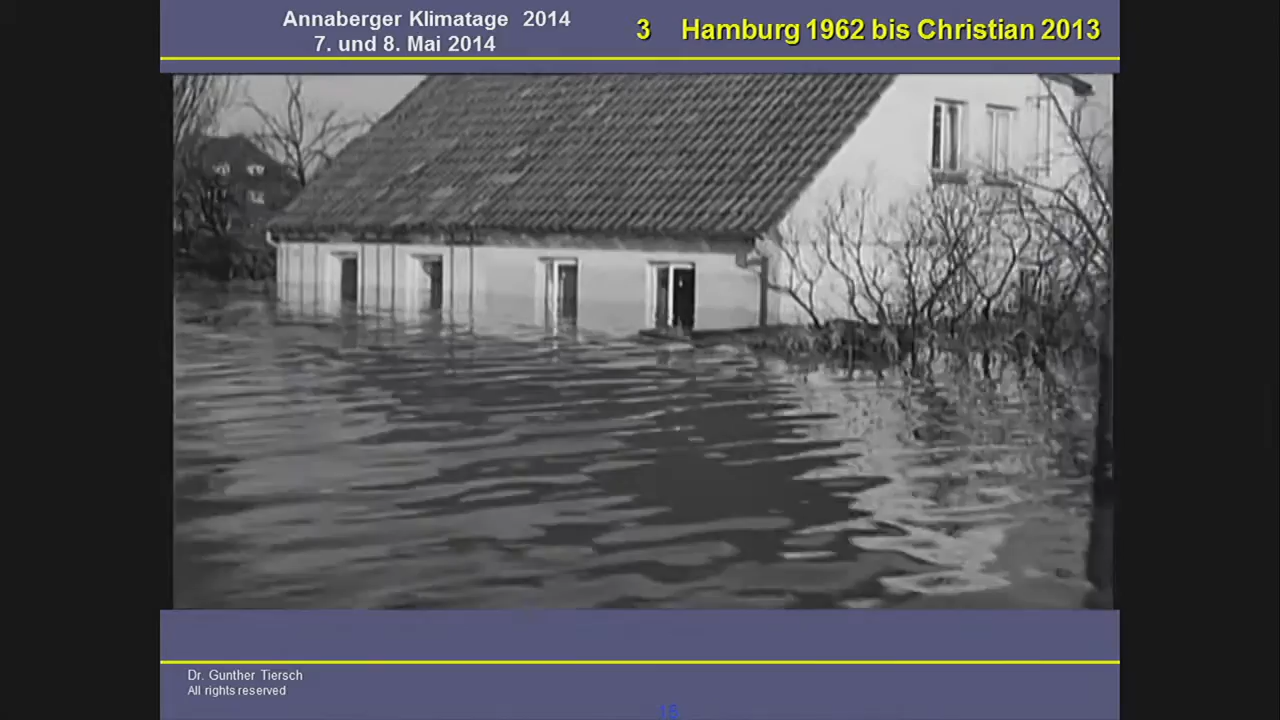 Annaberger Klimatage 2014
7. und 8. Mai 2014
3 Hamburg 1962 bis Christian 2013
Dr. Gunther Tiersch
All rights reserved
18